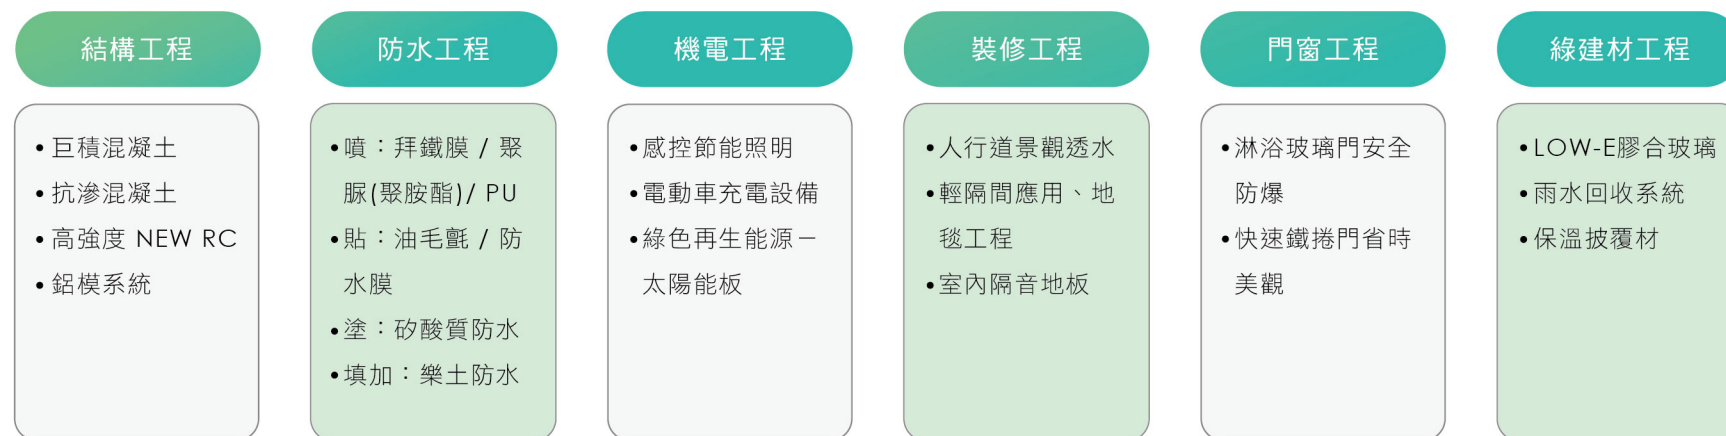 結構工程
• 巨積混凝土
• 抗滲混凝土
• 高強度 NEW RC
• 鋁模系統
防水工程
• 噴：拜鐵膜 / 聚
脲(聚胺酯)/ PU
• 貼：油毛氈 / 防
水膜
• 塗：矽酸質防水
• 填加：樂土防水
機電工程
• 感控節能照明
• 電動車充電設備
• 綠色再生能源－
太陽能板
裝修工程
• 人行道景觀透水
• 輕隔間應用、地
毯工程
• 室內隔音地板
門窗工程
• 淋浴玻璃門安全
防爆
• 快速鐵捲門省時
美觀
綠建材工程
• LOW-E膠合玻璃
• 雨水回收系統
• 保溫披覆材